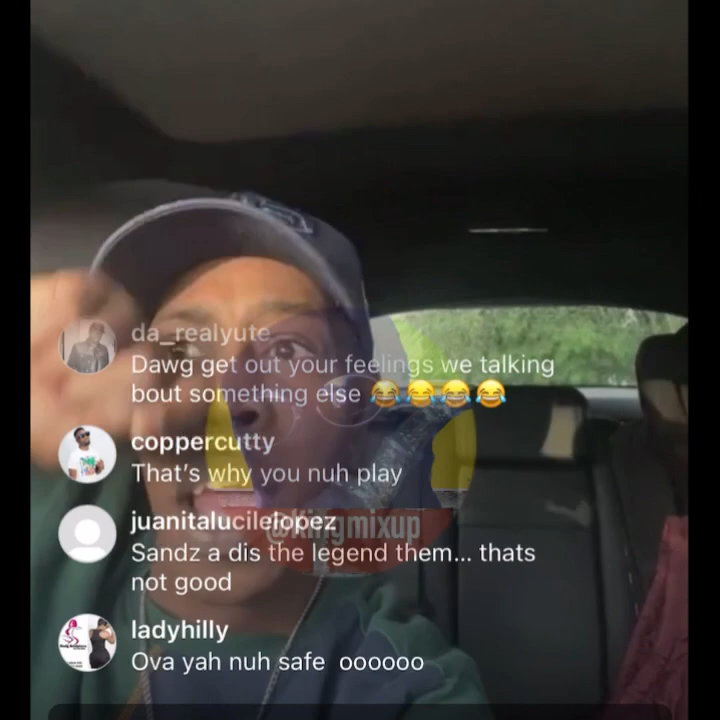 da_realyute
Dawg get out your feelings we talking
bout something else 😂😂😂😂
coppercutty
That's why you nuh play
juanitalucilelopez
@kingmixup
Sandz a dis the legend them... thats
not good
ladyhilly
Ova yah nuh safe oooooo